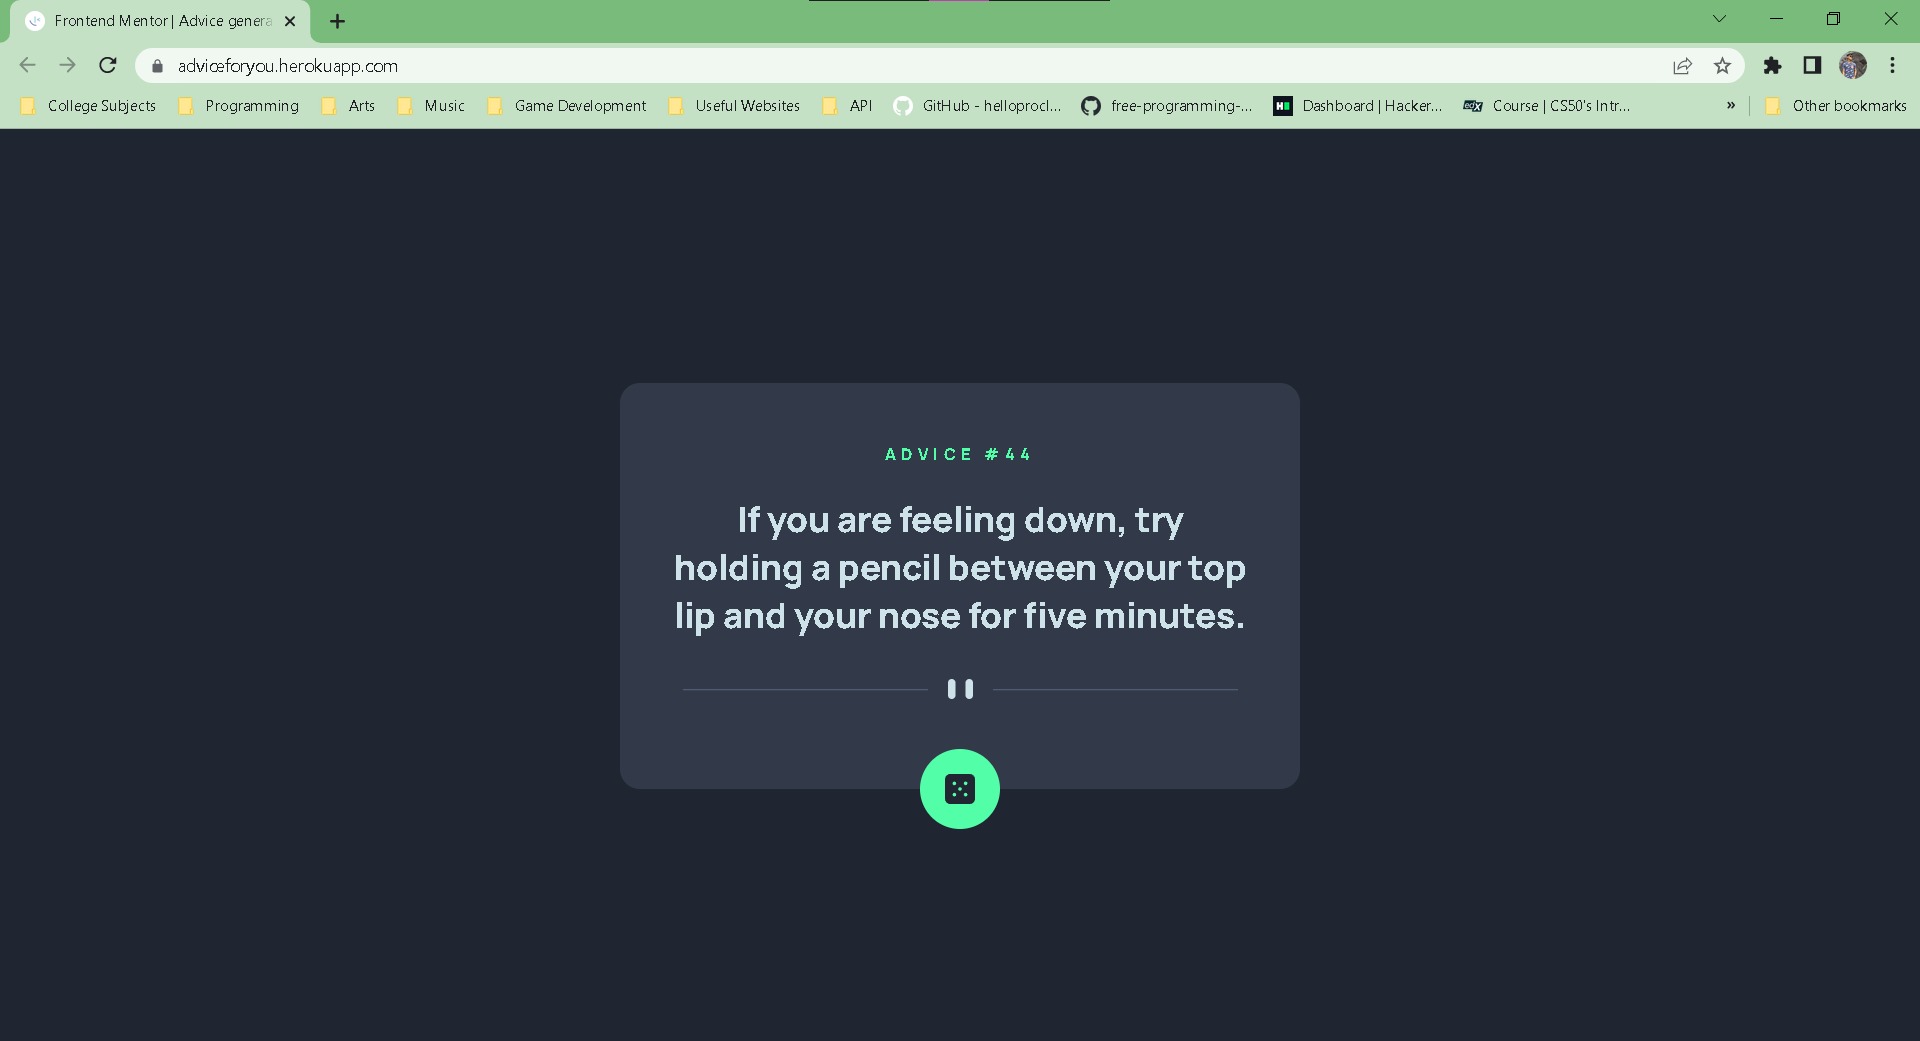 Frontend Mentor | Advice genera
adviceforyou.herokuapp.com
College Subjects Programming Arts Music Game Development Useful Websites API GitHub - helloprocl... free-programming-... Dashboard | Hacker... Course | CS50's Intr... » Other bookmarks
ADVICE #44
If you are feeling down, try
holding a pencil between your top
lip and your nose for five minutes.